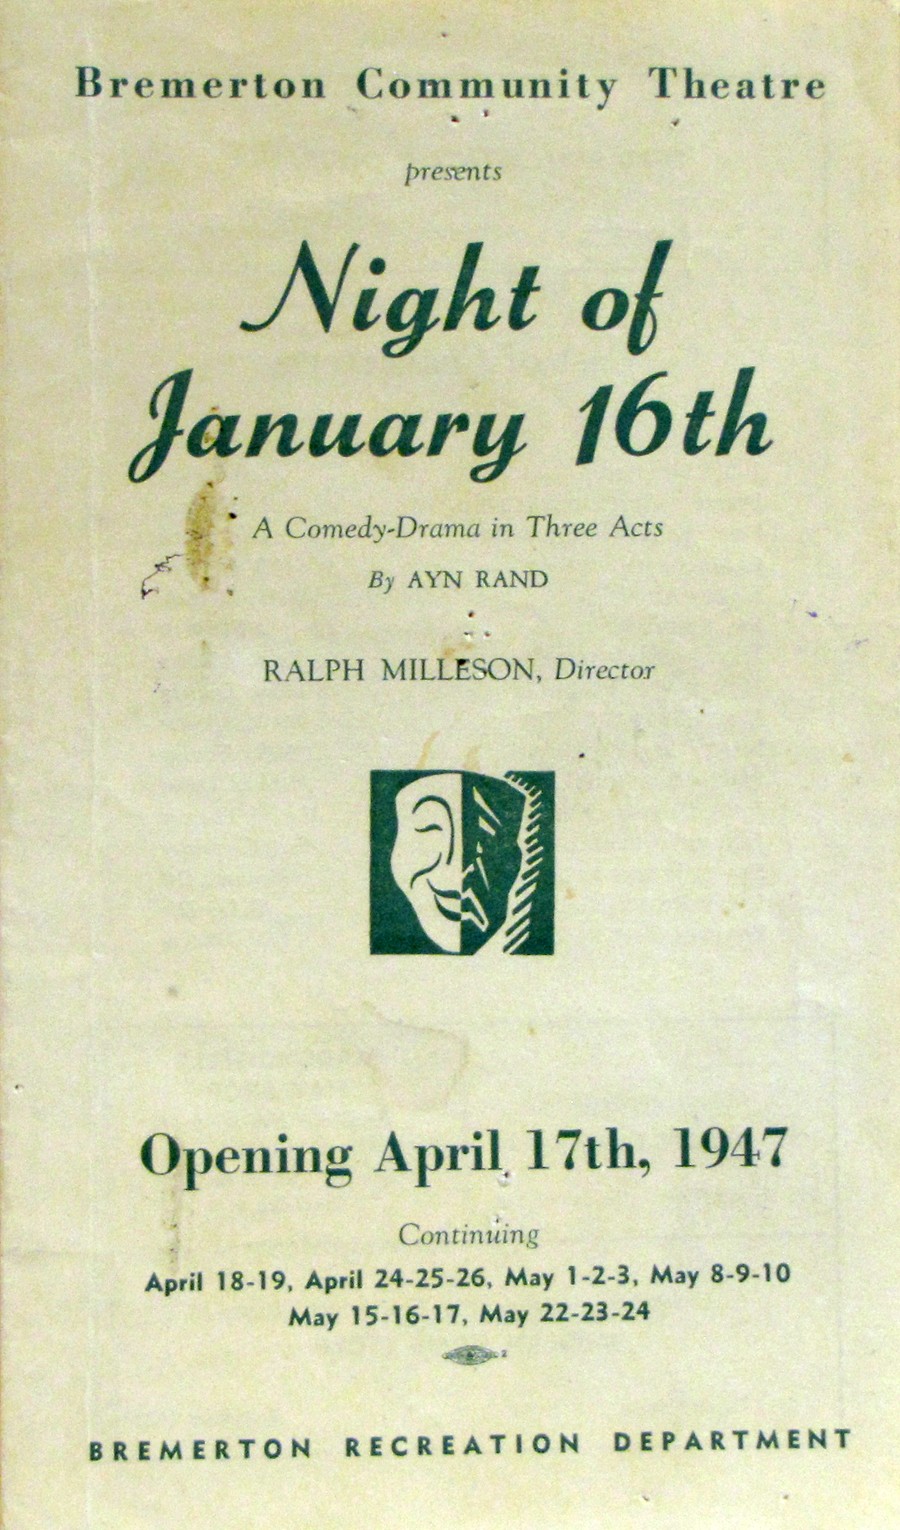 Bremerton Community Theatre
presents
Night of
January 16th
A Comedy-Drama in Three Acts
By AYN RAND
RALPH MILLESON, Director
Opening April 17th, 1947
Continuing
April 18-19, April 24-25-26, May 1-2-3, May 8-9-10
May 15-16-17, May 22-23-24
BREMERTON RECREATION DEPARTMENT